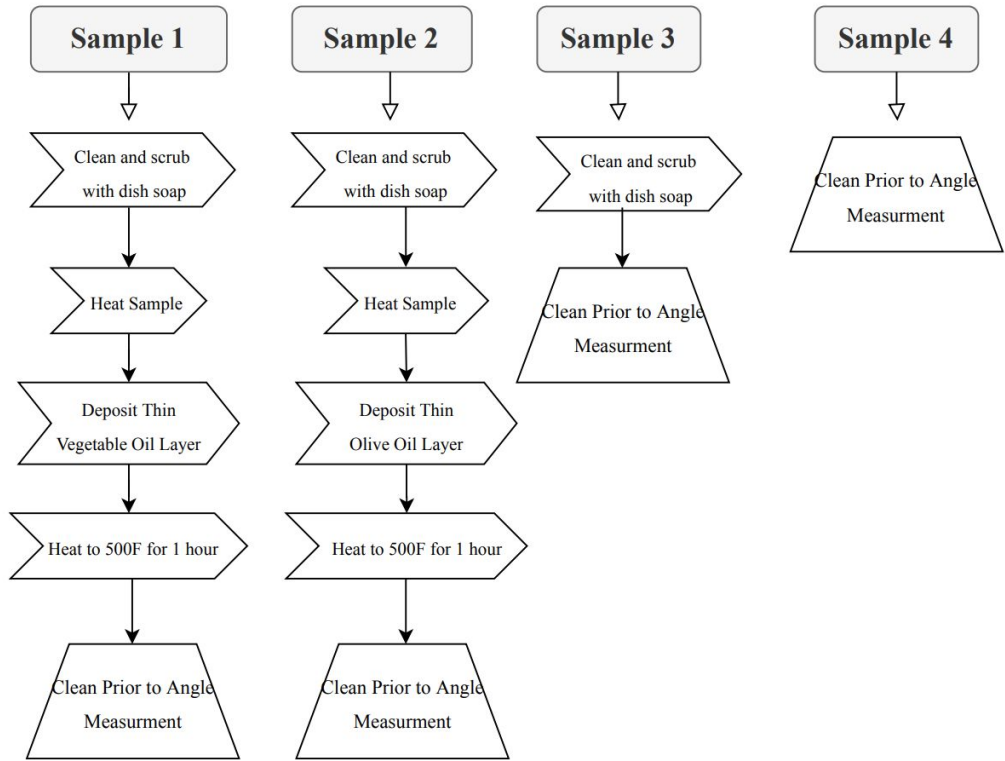 Sample 1
Clean and scrub
with dish soap
Heat Sample
Deposit Thin
Vegetable Oil Layer
Heat to 500F for 1 hour
Clean Prior to Angle
Measurment
Sample 2
Clean and scrub
with dish soap
Heat Sample
Deposit Thin
Olive Oil Layer
Heat to 500F for 1 hour
Clean Prior to Angle
Measurment
Sample 3
Clean and scrub
with dish soap
Clean Prior to Angle
Measurment
Sample 4
Clean Prior to Angle
Measurment